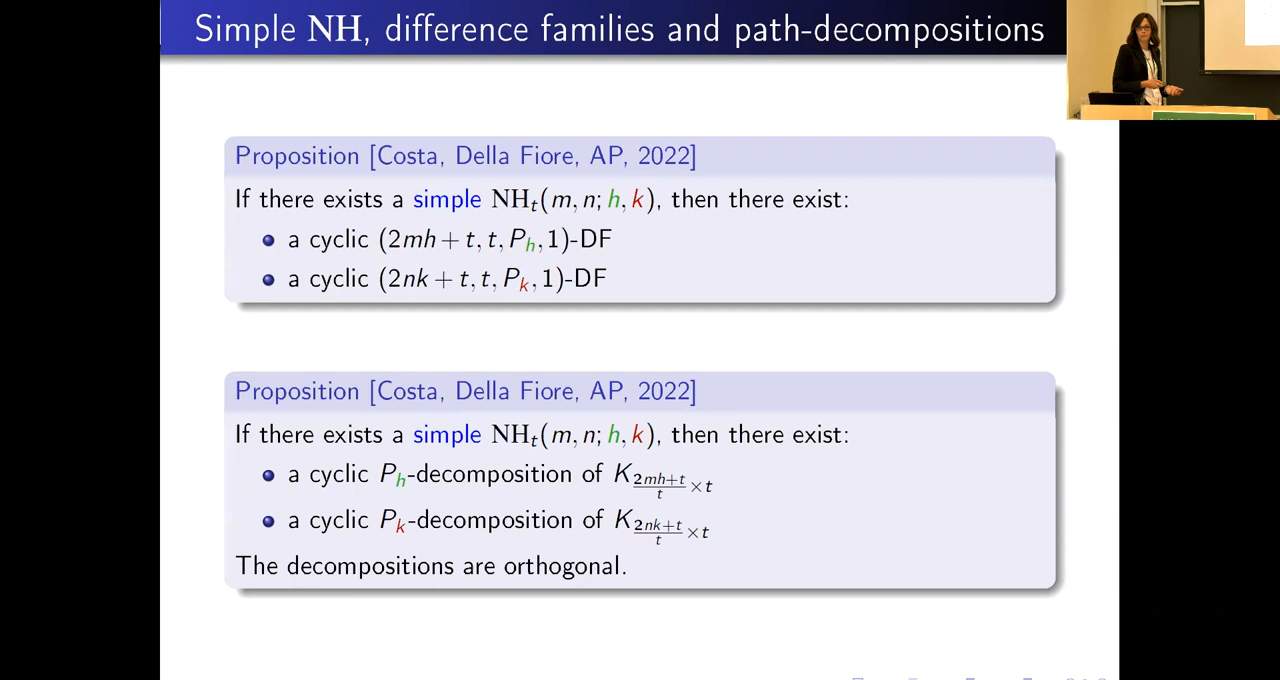 Simple NH, difference families and path-decompositions
Proposition [Costa, Della Fiore, AP, 2022]
If there exists a simple NH_t(m, n; h, k), then there exist:
a cyclic (2mh + t, t, P_h, 1)-DF
a cyclic (2nk + t, t, P_k, 1)-DF
Proposition [Costa, Della Fiore, AP, 2022]
If there exists a simple NH_t(m, n; h, k), then there exist:
a cyclic P_h-decomposition of K_{\frac{2mh+t}{t} × t}
a cyclic P_k-decomposition of K_{\frac{2nk+t}{t} × t}
The decompositions are orthogonal.